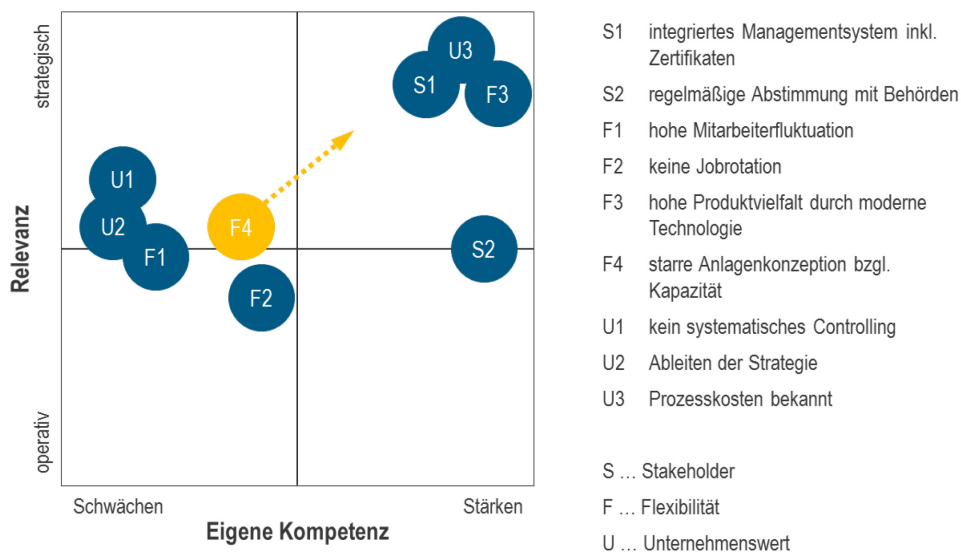 strategisch
Relevanz
operativ
Schwächen
Stärken
Eigene Kompetenz
U3
S1
F3
U1
U2
F4
F1
S2
F2
S1 integriertes Managementsystem inkl.
Zertifikaten
S2 regelmäßige Abstimmung mit Behörden
F1 hohe Mitarbeiterfluktuation
F2 keine Jobrotation
F3 hohe Produktvielfalt durch moderne
Technologie
F4 starre Anlagenkonzeption bzgl.
Kapazität
U1 kein systematisches Controlling
U2 Ableiten der Strategie
U3 Prozesskosten bekannt
S ... Stakeholder
F ... Flexibilität
U ... Unternehmenswert